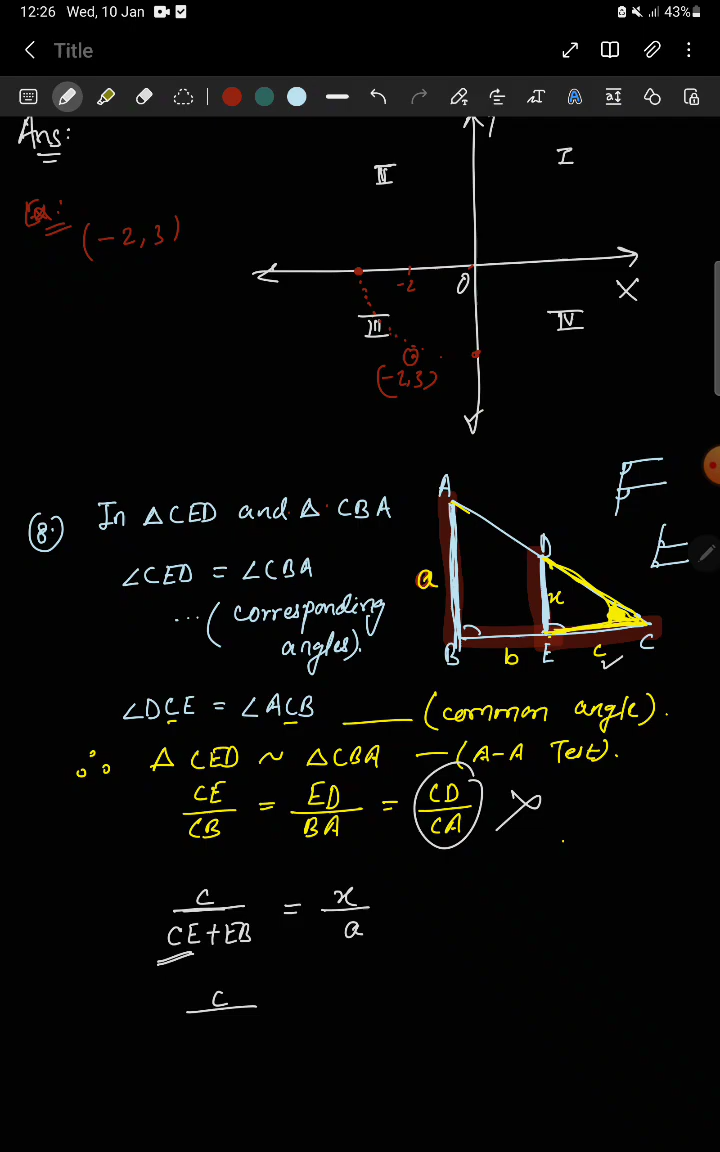 12:26 Wed, 10 Jan 43%
Title
Ans:
Y
II I
Ex: (-2,3)
-2 0 X
III IV
(-2,3)
8. In △CED and △CBA
∠CED = ∠CBA
... (corresponding
angles).
A D a x
B b E c C
∠DCE = ∠ACB — (common angle).
∴ △CED ~ △CBA — (A-A Test).
CE/CB = ED/BA = CD/CA
c/CE+EB = x/a
c